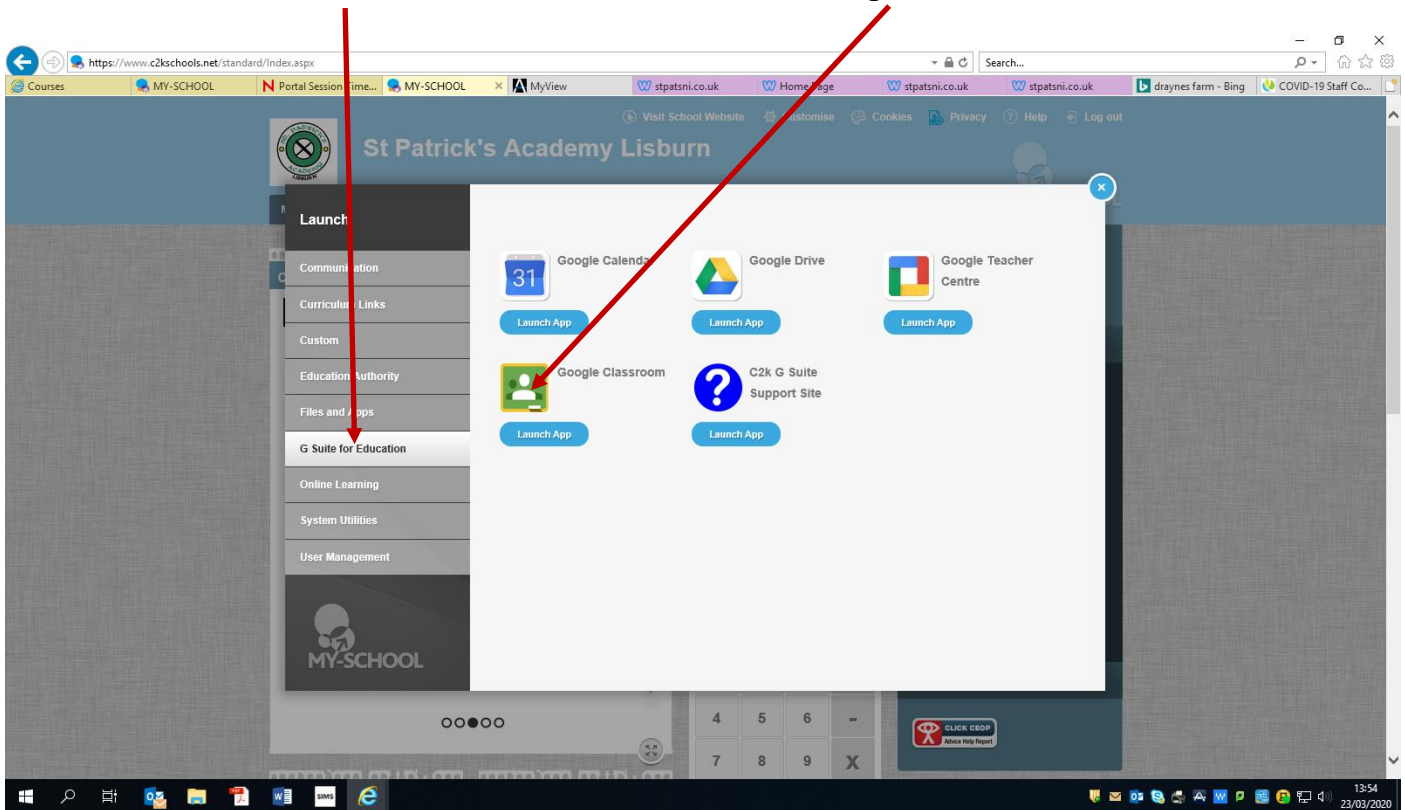 https://www.c2kschools.net/standard/Index.aspx
Search...
Courses
MY-SCHOOL
Portal Session Time...
MY-SCHOOL
MyView
stpatsni.co.uk
Home Page
stpatsni.co.uk
stpatsni.co.uk
draynes farm - Bing
COVID-19 Staff Co...
Visit School Website
Customise
Cookies
Privacy
Help
Log out
St Patrick's Academy Lisburn
Launch
Communication
Curriculum Links
Custom
Education Authority
Files and Apps
G Suite for Education
Online Learning
System Utilities
User Management
MY-SCHOOL
31
Google Calendar
Launch App
Google Drive
Launch App
Google Teacher
Centre
Launch App
Google Classroom
Launch App
?
C2k G Suite
Support Site
Launch App
4 5 6 -
7 8 9 X
CLICK CEOP
Advice Help Report
SIMS
13:54
23/03/2020